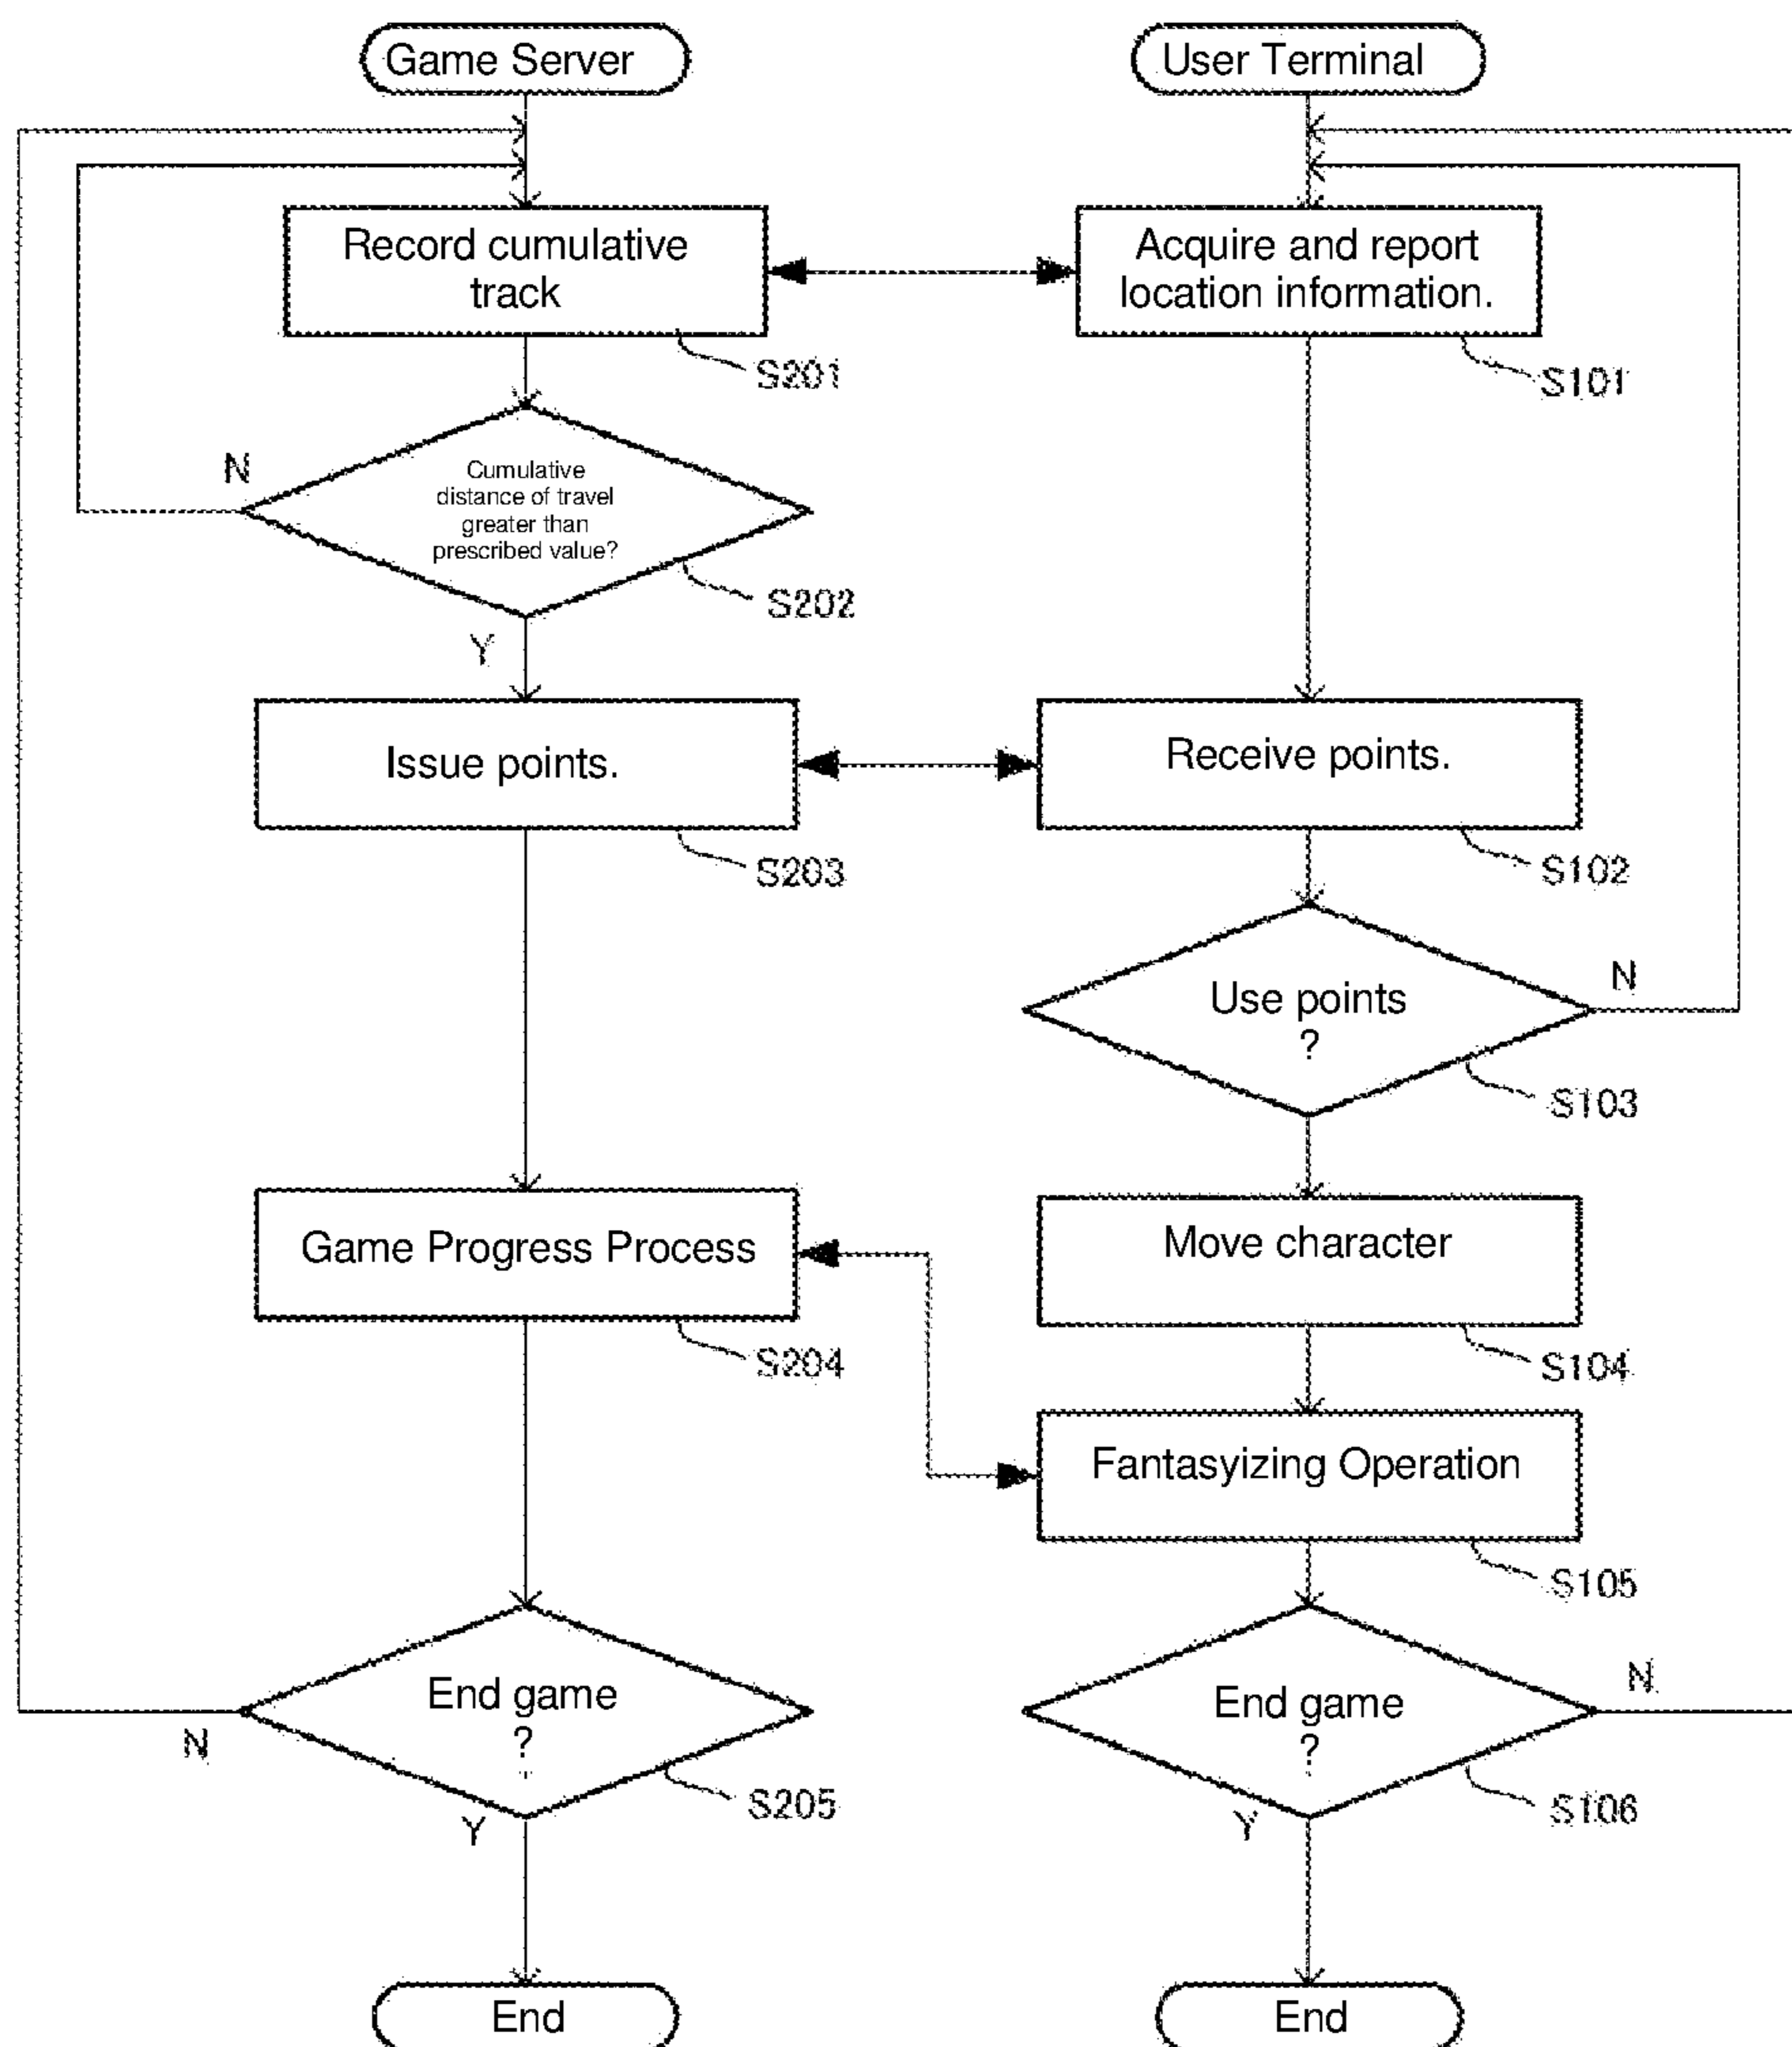 Game Server
User Terminal
Record cumulative
track
Acquire and report
location information.
S201
S101
N
Cumulative
distance of travel
greater than
prescribed value?
S202
Y
Issue points.
Receive points.
S203
S102
Use points
?
N
S103
Game Progress Process
Move character
S204
S104
Fantasyizing Operation
S105
End game
?
N
Y
S205
End game
?
N
Y
S106
End
End